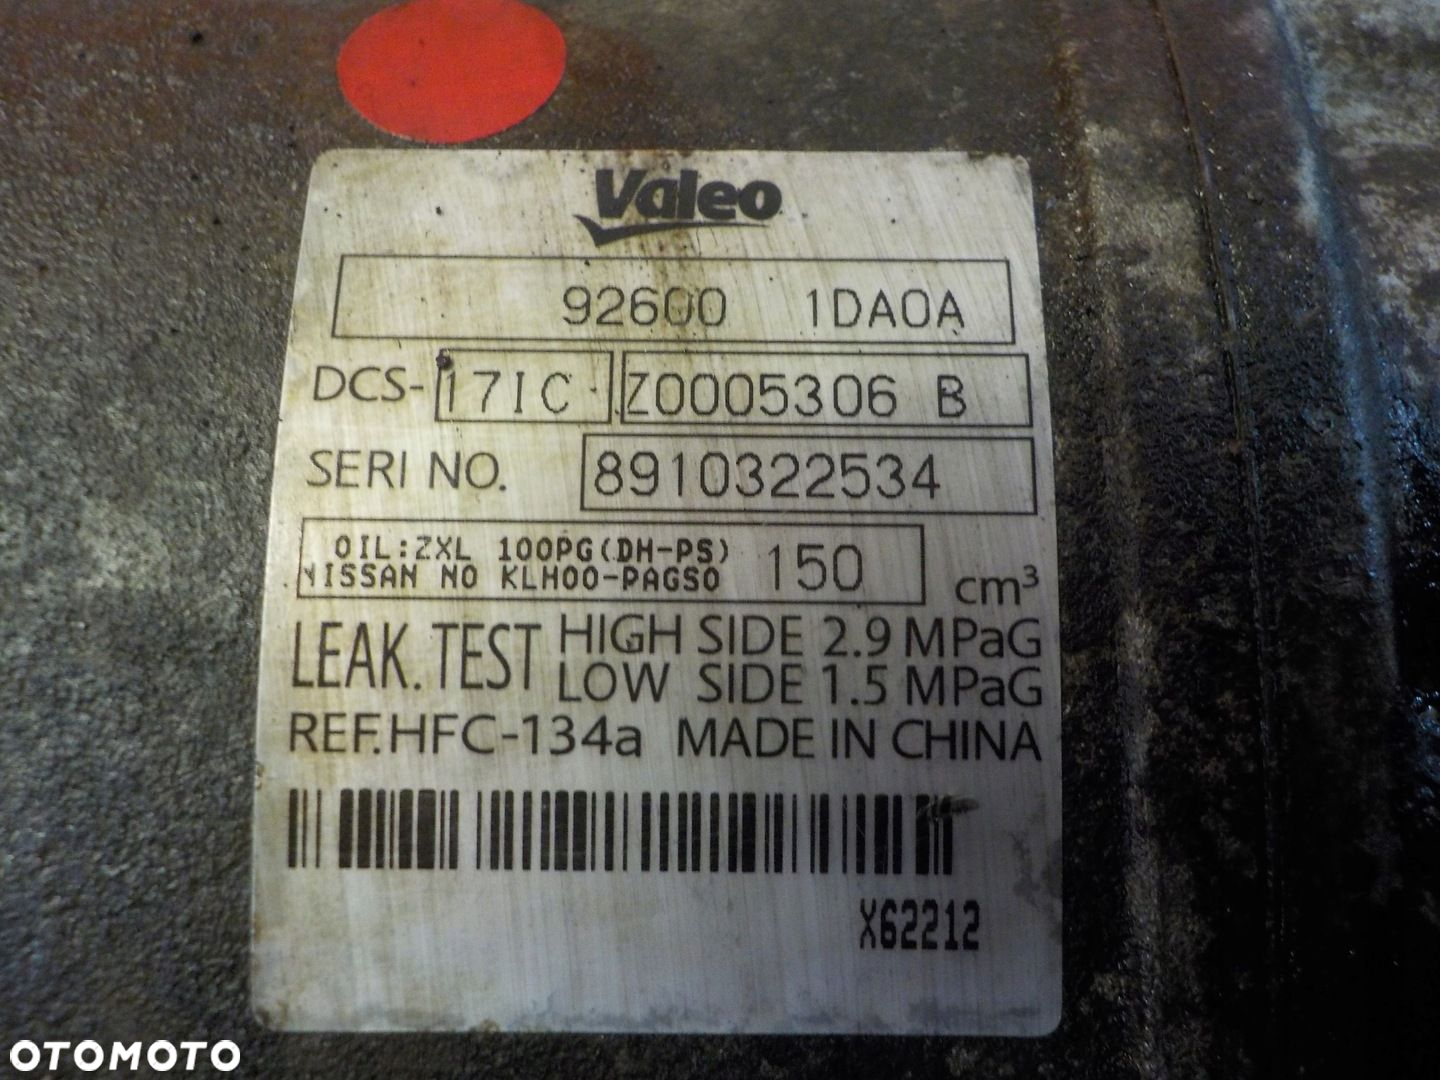 Valeo
92600 1DA0A
DCS- 17IC Z0005306 B
SERI NO. 8910322534
OIL:ZXL 100PG(DH-PS) 150 cm³
NISSAN NO KLH00-PAGS0
LEAK. TEST HIGH SIDE 2.9 MPaG
LOW SIDE 1.5 MPaG
REF.HFC-134a MADE IN CHINA
X62212
OTOMOTO